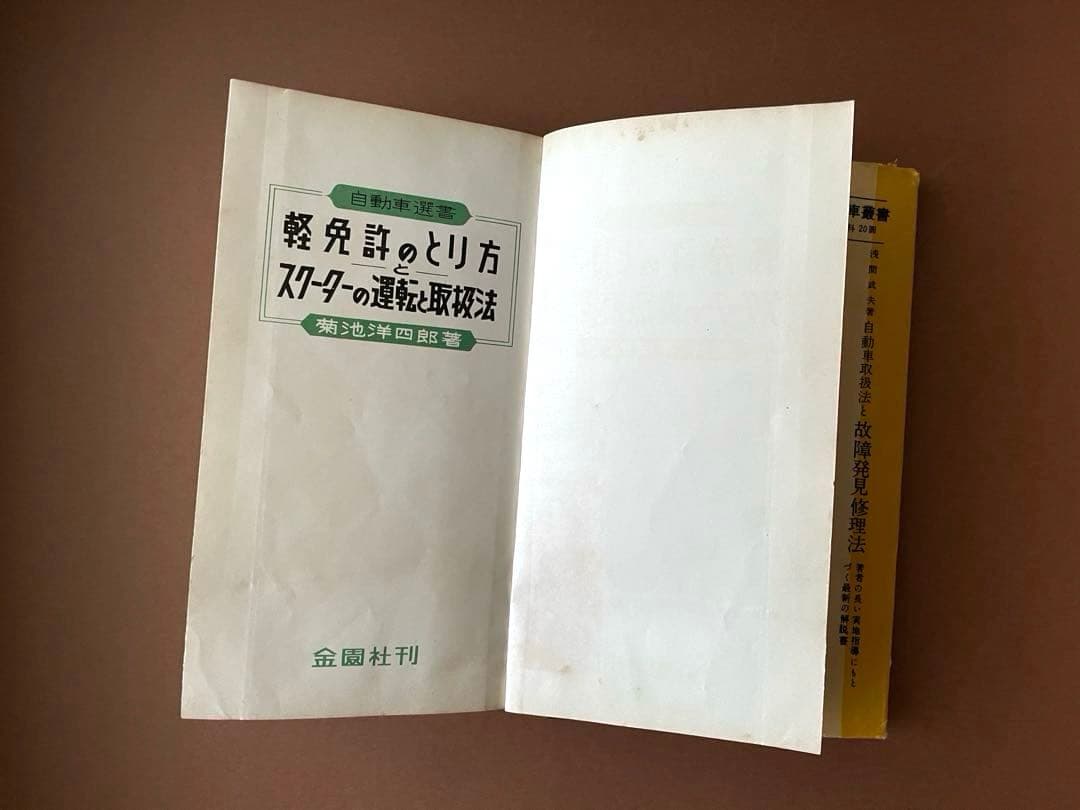 自動車選書
軽免許のとり方
と
スクーターの運転と取扱法
菊池洋四郎著
金園社刊
車叢書
料 20圓
浅間武夫著 自動車取扱法と故障発見修理法
著者の長い実地指導にもと
づく最新の解説書